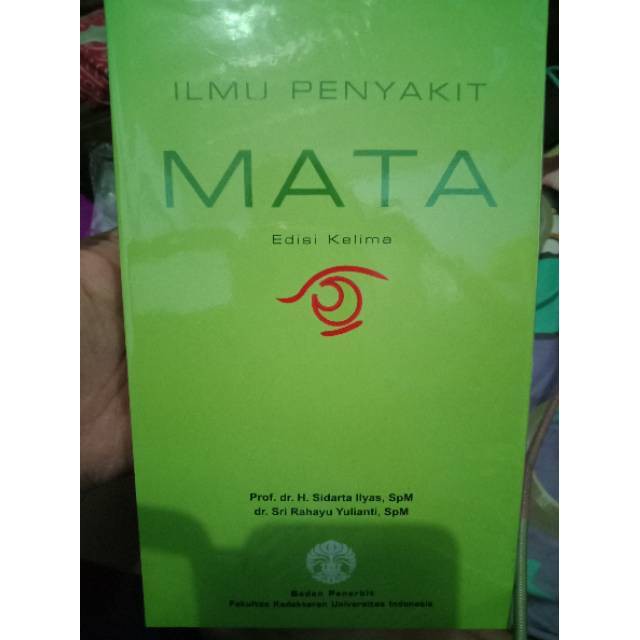 ILMU PENYAKIT
MATA
Edisi Kelima
Prof. dr. H. Sidarta Ilyas, SpM
dr. Sri Rahayu Yulianti, SpM
Badan Penerbit
Fakultas Kedokteran Universitas Indonesia